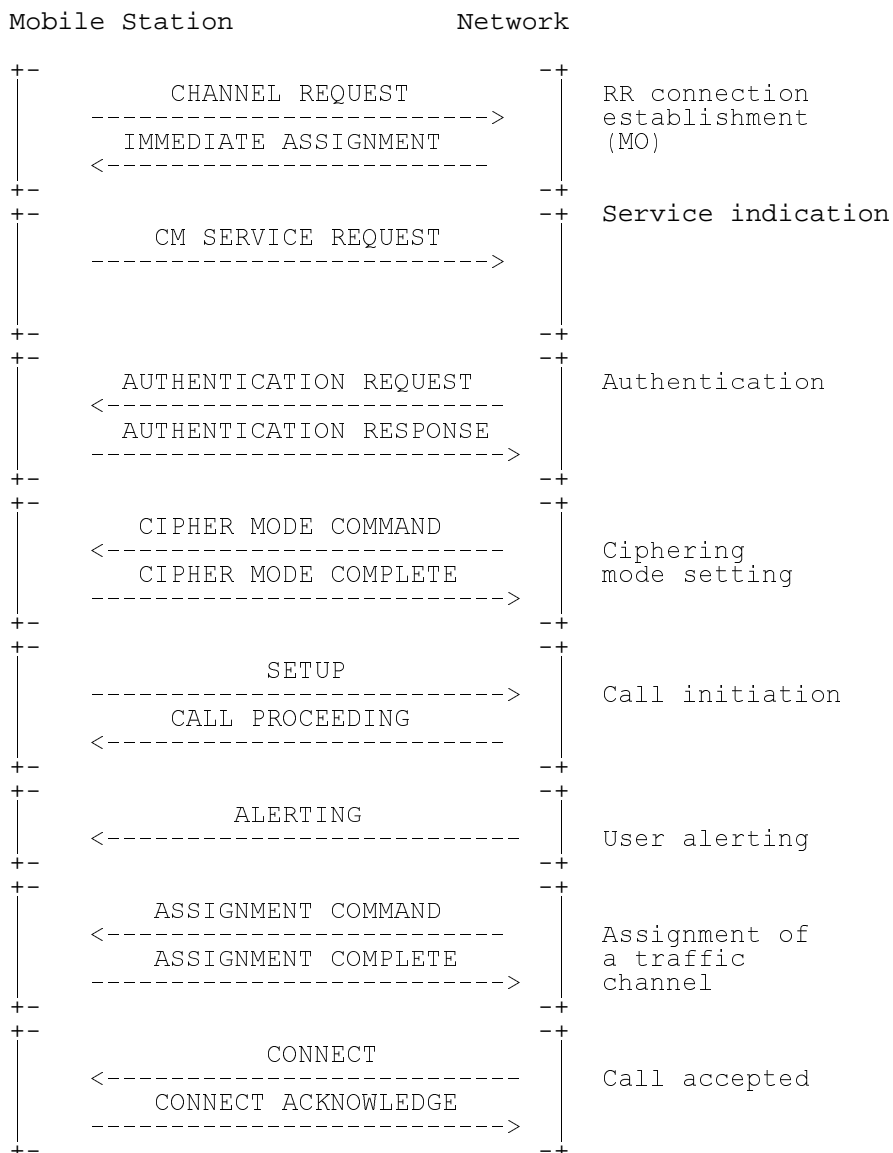 Mobile Station Network
CHANNEL REQUEST RR connection
establishment
IMMEDIATE ASSIGNMENT (MO)
Service indication
CM SERVICE REQUEST
AUTHENTICATION REQUEST Authentication
AUTHENTICATION RESPONSE
CIPHER MODE COMMAND
Ciphering
CIPHER MODE COMPLETE mode setting
SETUP
Call initiation
CALL PROCEEDING
ALERTING
User alerting
ASSIGNMENT COMMAND
Assignment of
ASSIGNMENT COMPLETE a traffic
channel
CONNECT
Call accepted
CONNECT ACKNOWLEDGE